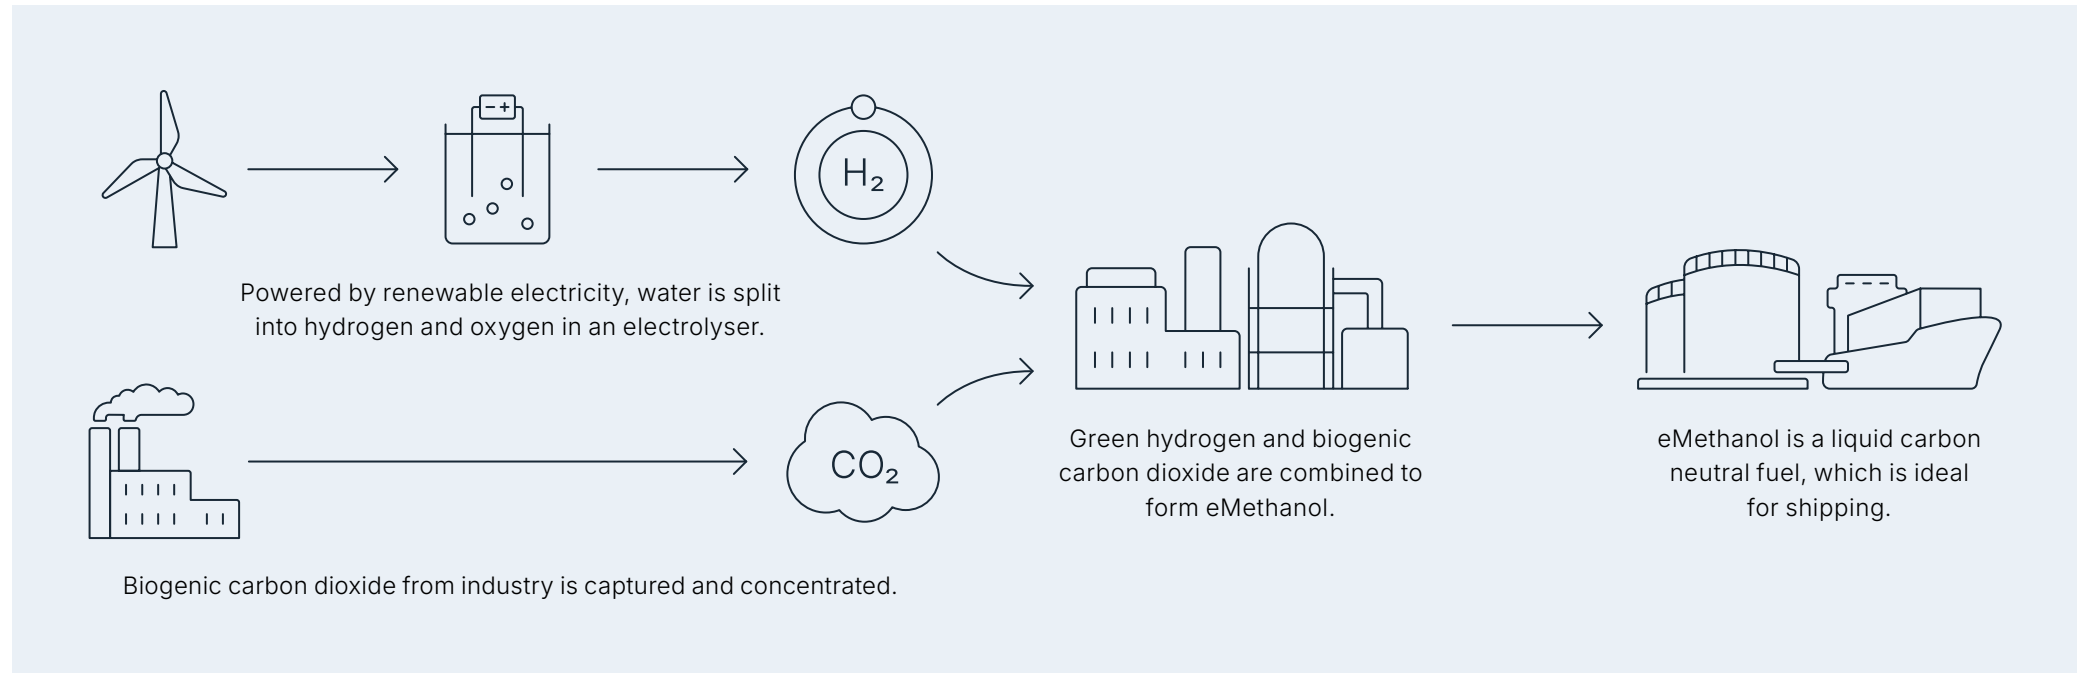 H₂
Powered by renewable electricity, water is split
into hydrogen and oxygen in an electrolyser.
CO₂
Biogenic carbon dioxide from industry is captured and concentrated.
Green hydrogen and biogenic
carbon dioxide are combined to
form eMethanol.
eMethanol is a liquid carbon
neutral fuel, which is ideal
for shipping.